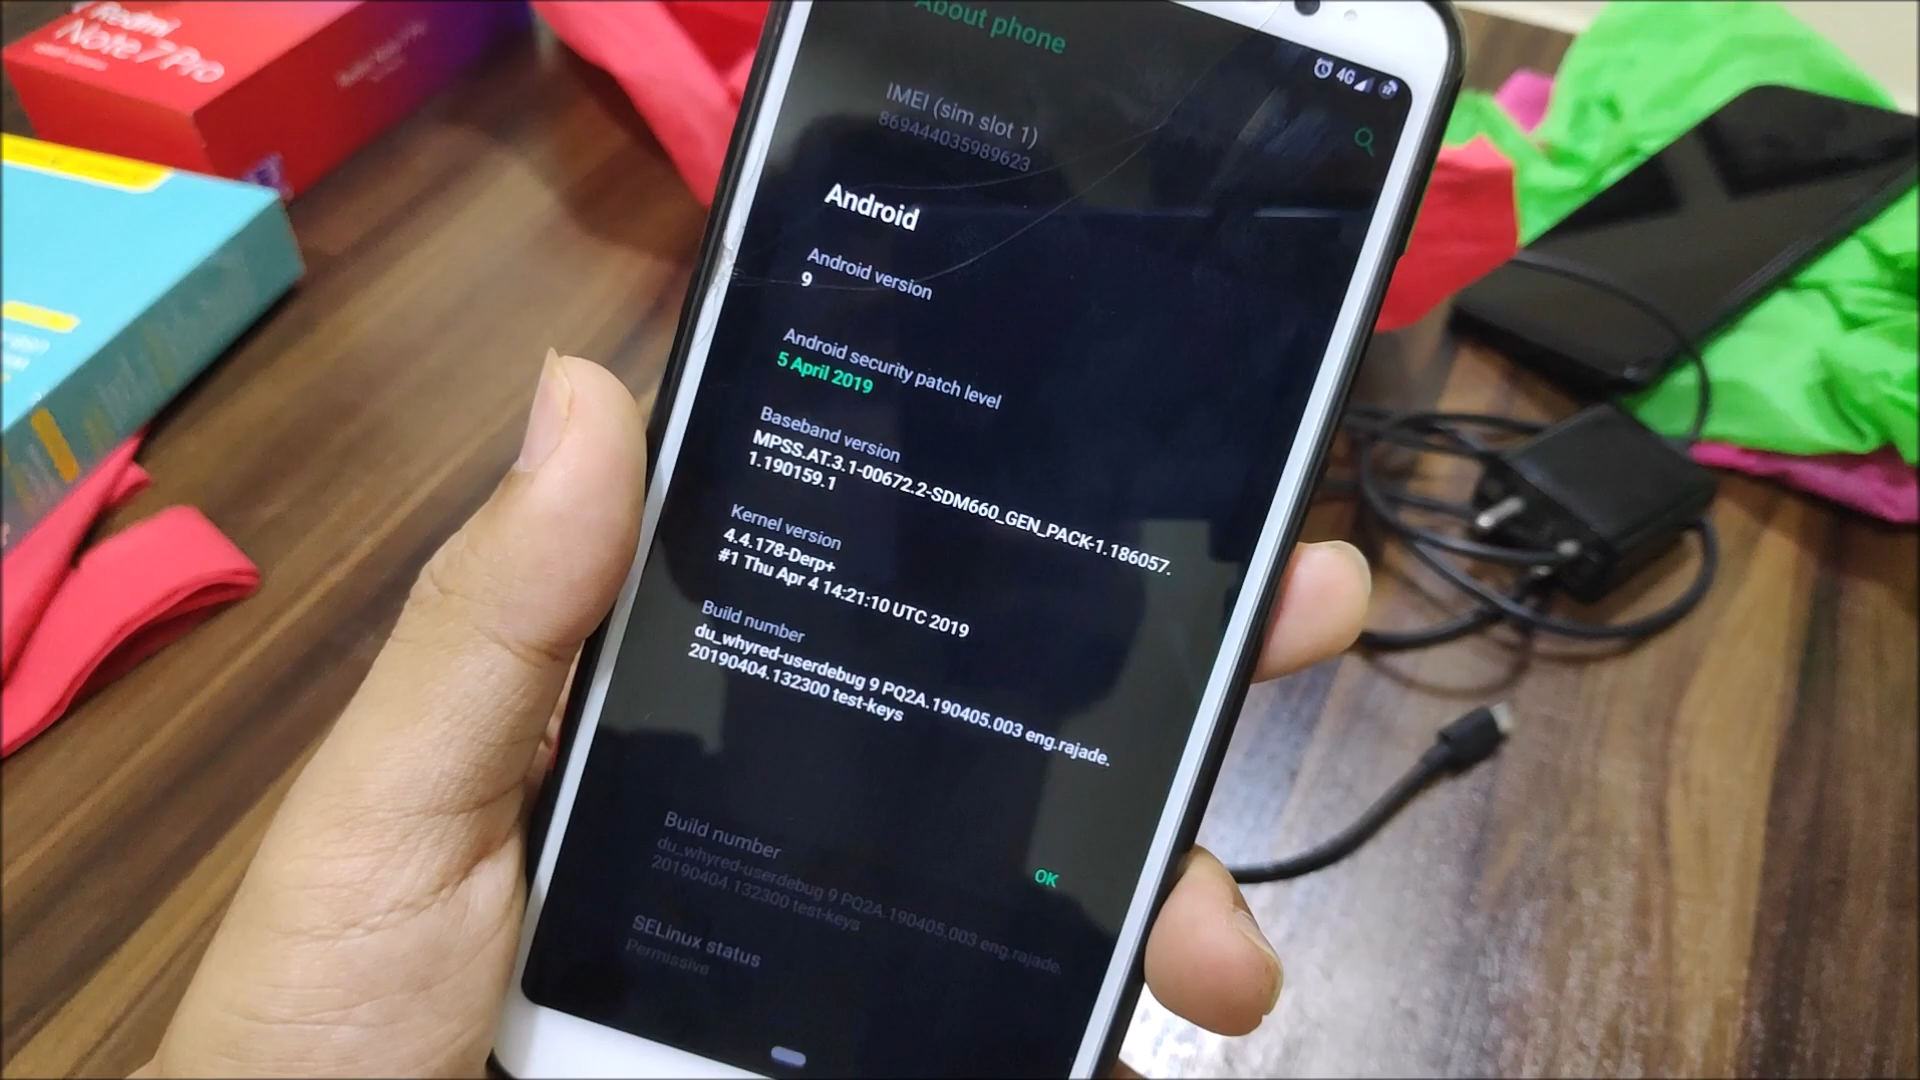 Redmi
Note 7 Pro
About phone
4G
IMEI (sim slot 1)
869444035989623
Android
Android version
9
Android security patch level
5 April 2019
Baseband version
MPSS.AT.3.1-00672.2-SDM660_GEN_PACK-1.186057.
1.190159.1
Kernel version
4.4.178-Derp+
#1 Thu Apr 4 14:21:10 UTC 2019
Build number
du_whyred-userdebug 9 PQ2A.190405.003 eng.rajade.
20190404.132300 test-keys
Build number
du_whyred-userdebug 9 PQ2A.190405.003 eng.rajade.
20190404.132300 test-keys
OK
SELinux status
Permissive